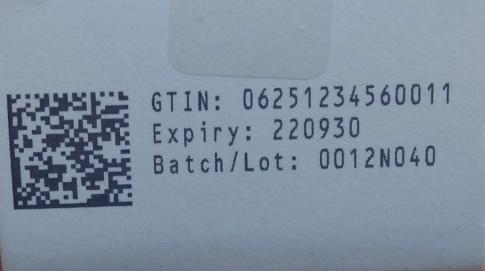 GTIN: 06251234560011
Expiry: 220930
Batch/Lot: 0012N040